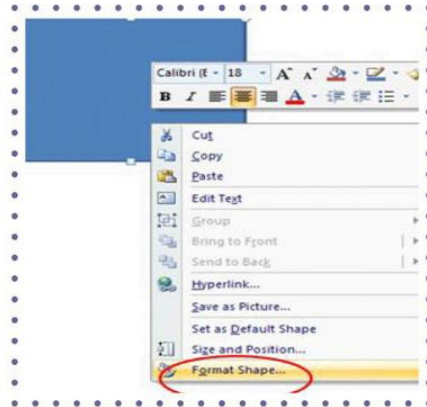 Calibri (E 18 A A
B I A
Cut
Copy
Paste
Edit Text
Group
Bring to Front
Send to Back
Hyperlink...
Save as Picture...
Set as Default Shape
Size and Position...
Format Shape...